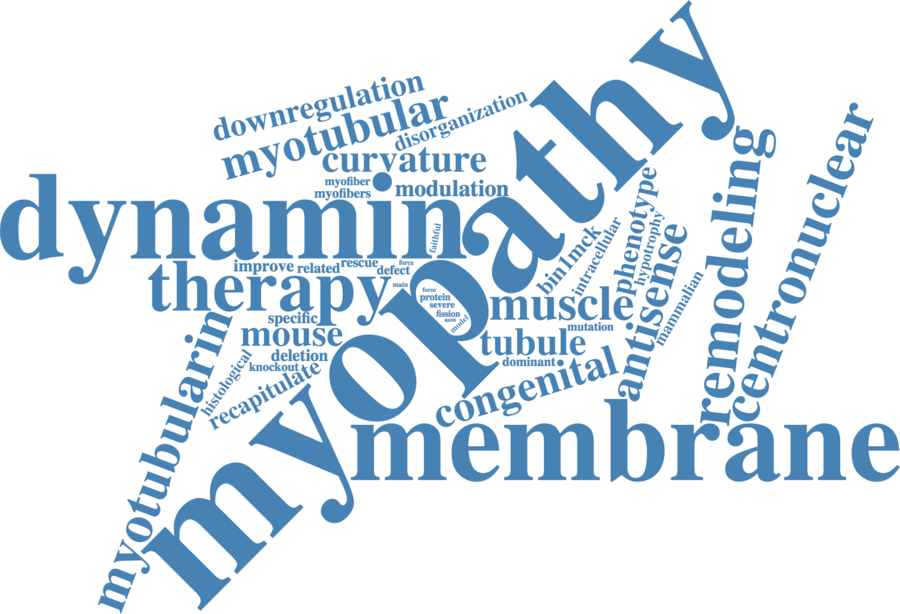 myopathy
downregulation
myotubular
disorganization
curvature
myofiber
myofibers
modulation
dynamin
faithful
improve
related
rescue
force
defect
therapy
main
form
protein
severe
fission
model
specific
mouse
deletion
knockout
histological
recapitulate
myotubularin
muscle
mutation
tubule
dominant
congenital
bin1mck
intracellular
phenotype
hypotrophy
antisense
mammalian
remodeling
centronuclear
membrane